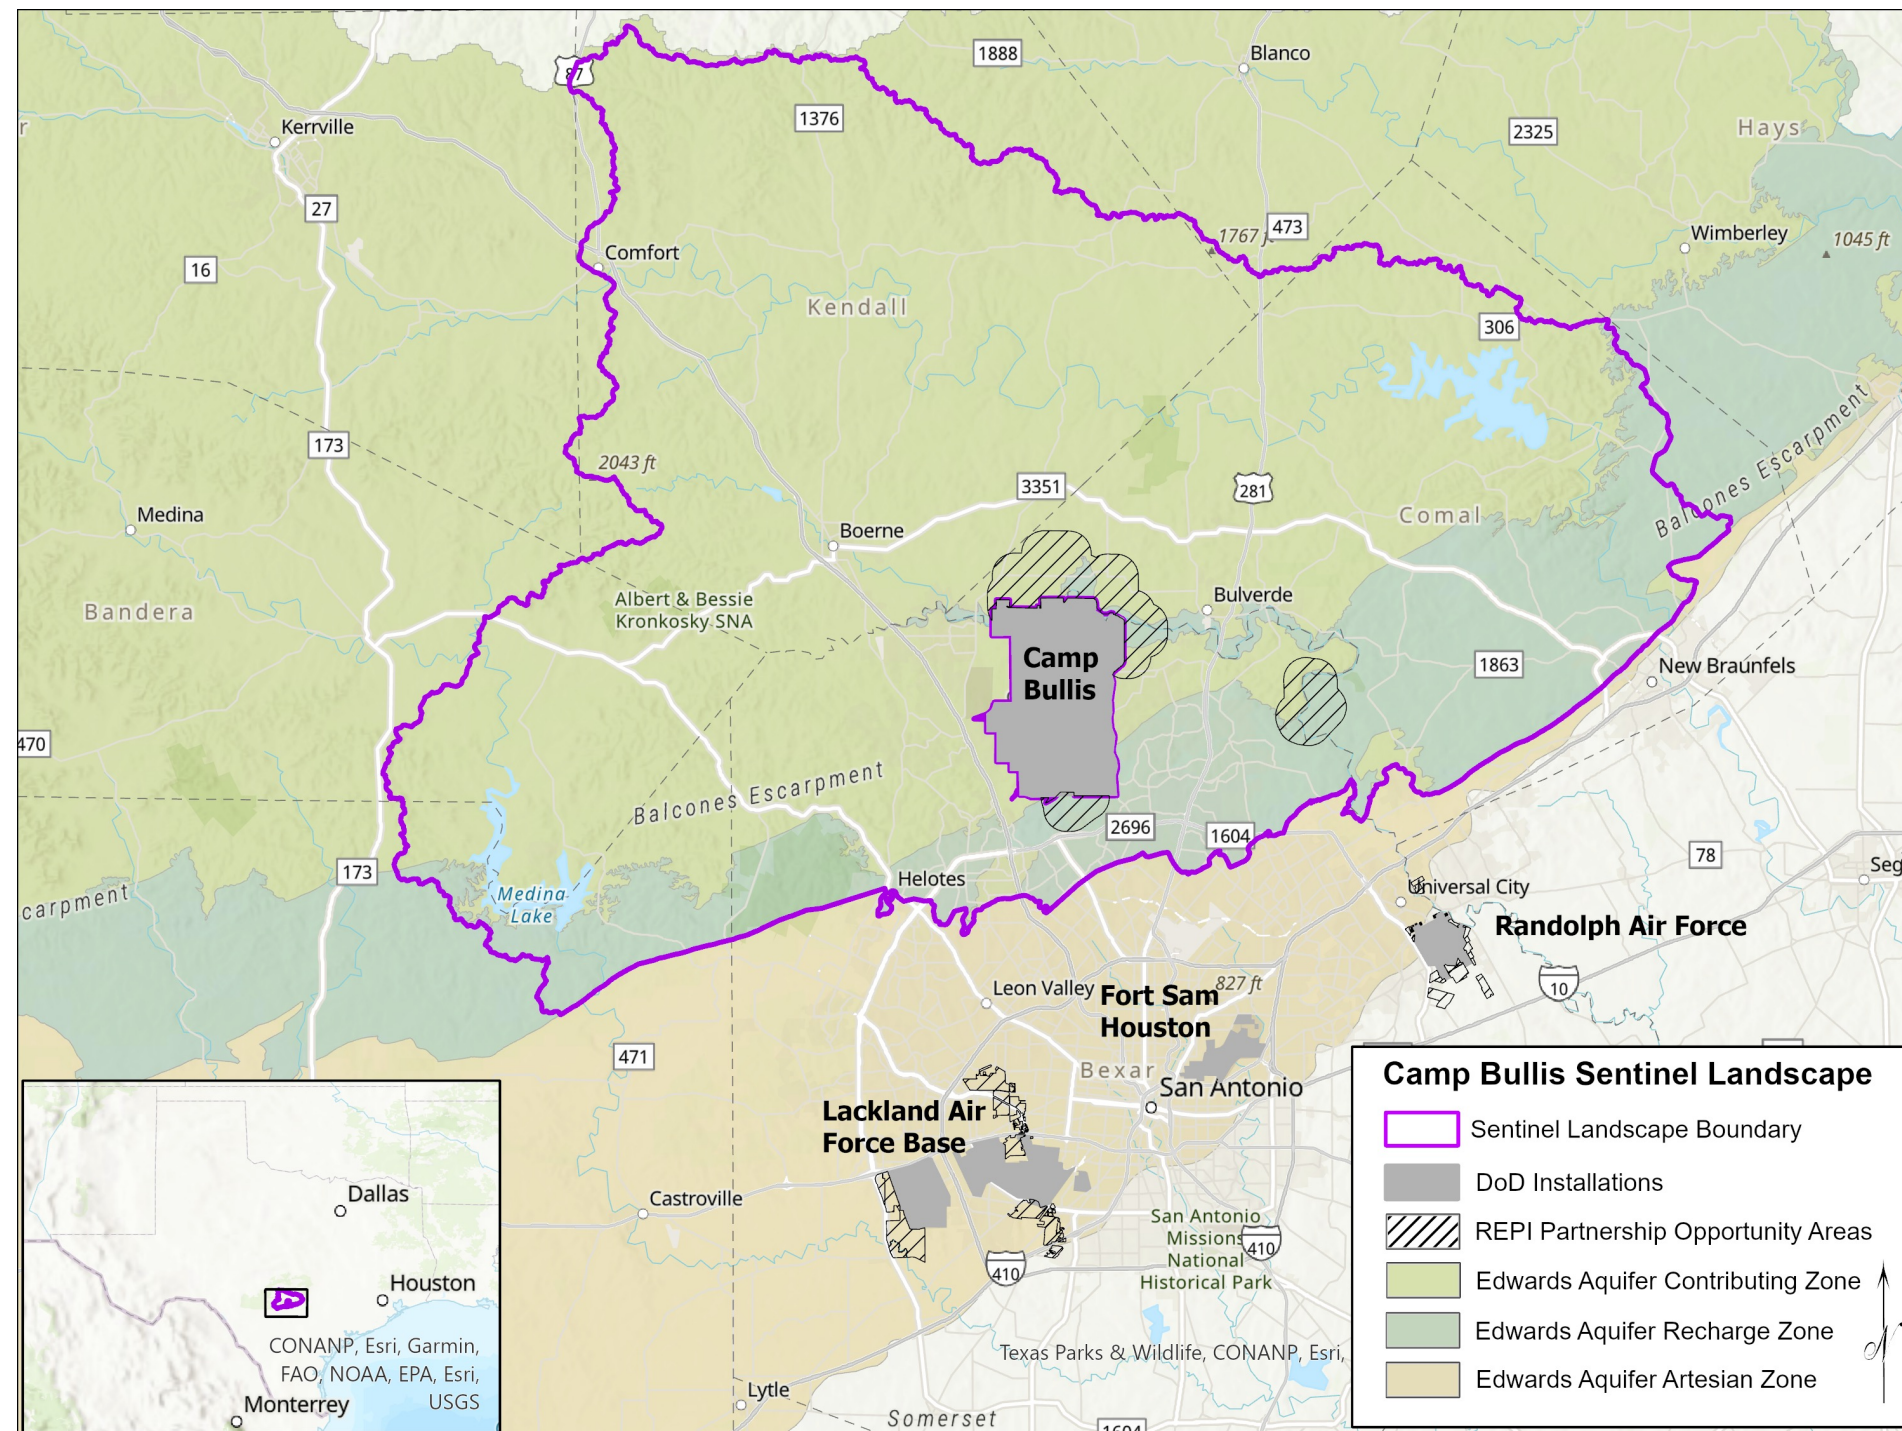 1888
Blanco
87
1376
Kerrville
2325
Hays
27
473
1767 f
Wimberley
1045 ft
16
Comfort
Kendall
306
173
2043 ft
Balcones Escarpment
3351
281
Medina
Comal
Boerne
Albert & Bessie
Kronkosky SNA
Bulverde
Bandera
Camp
Bullis
1863
New Braunfels
470
Balcones Escarpment
2696
1604
78
173
Helotes
Seg
carpment
Medina
Lake
Universal City
Randolph Air Force
Leon Valley
Fort Sam
Houston
827 ft
10
471
Bexar
San Antonio
Lackland Air
Force Base
Castroville
San Antonio
Missions
National
Historical Park
410
410
Texas Parks & Wildlife, CONANP, Esri,
Lytle
Somerset
1604
Dallas
Houston
CONANP, Esri, Garmin,
FAO, NOAA, EPA, Esri,
USGS
Monterrey
Camp Bullis Sentinel Landscape
Sentinel Landscape Boundary
DoD Installations
REPI Partnership Opportunity Areas
Edwards Aquifer Contributing Zone
Edwards Aquifer Recharge Zone
Edwards Aquifer Artesian Zone
N